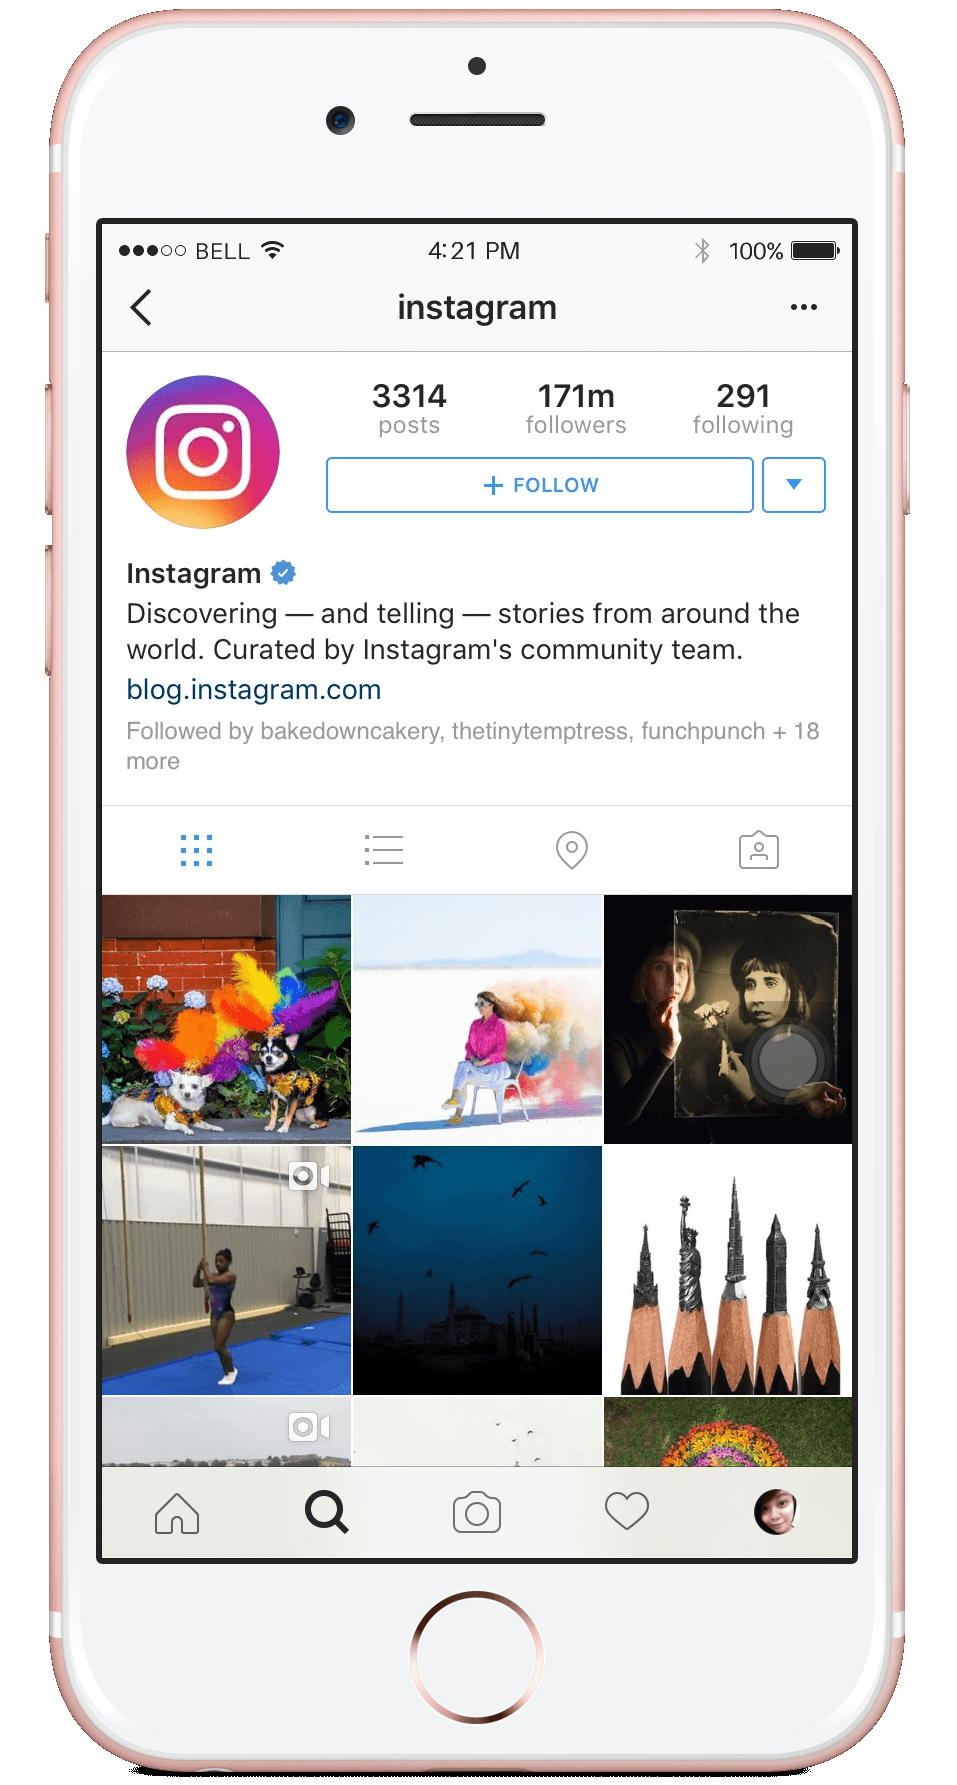 BELL 4:21 PM 100%
instagram
3314 171m 291
posts followers following
+ FOLLOW
Instagram
Discovering — and telling — stories from around the
world. Curated by Instagram's community team.
blog.instagram.com
Followed by bakedowncakery, thetinytemptress, funchpunch + 18
more